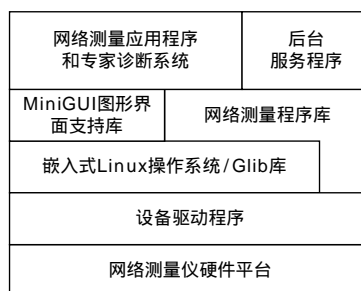 网络测量应用程序
和专家诊断系统
后台
服务程序
MiniGUI图形界
面支持库
网络测量程序库
嵌入式Linux操作系统/Glib库
设备驱动程序
网络测量仪硬件平台